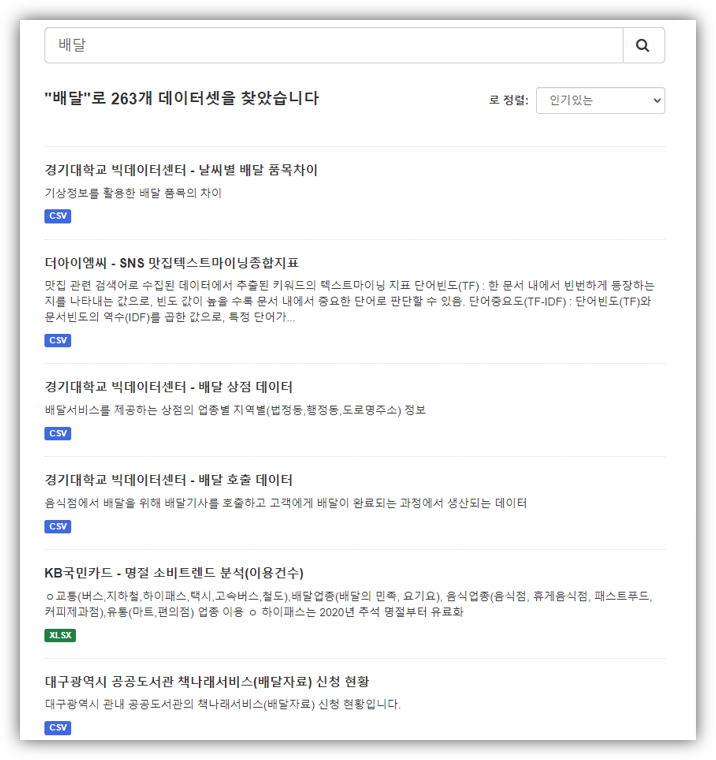 배달
"배달"로 263개 데이터셋을 찾았습니다
로 정렬: 인기있는
경기대학교 빅데이터센터 - 날씨별 배달 품목차이
기상정보를 활용한 배달 품목의 차이
CSV
더아이엠씨 - SNS 맛집텍스트마이닝종합지표
맛집 관련 검색어로 수집된 데이터에서 추출된 키워드의 텍스트마이닝 지표 단어빈도(TF) : 한 문서 내에서 빈번하게 등장하는
지를 나타내는 값으로, 빈도 값이 높을 수록 문서 내에서 중요한 단어로 판단할 수 있음. 단어중요도(TF-IDF) : 단어빈도(TF)와
문서빈도의 역수(IDF)를 곱한 값으로, 특정 단어가...
CSV
경기대학교 빅데이터센터 - 배달 상점 데이터
배달서비스를 제공하는 상점의 업종별 지역별(법정동,행정동,도로명주소) 정보
CSV
경기대학교 빅데이터센터 - 배달 호출 데이터
음식점에서 배달을 위해 배달기사를 호출하고 고객에게 배달이 완료되는 과정에서 생산되는 데이터
CSV
KB국민카드 - 명절 소비트렌드 분석(이용건수)
ㅇ교통(버스,지하철,하이패스,택시,고속버스,철도),배달업종(배달의 민족, 요기요), 음식업종(음식점, 휴게음식점, 패스트푸드,
커피제과점),유통(마트,편의점) 업종 이용 ㅇ 하이패스는 2020년 추석 명절부터 유료화
XLSX
대구광역시 공공도서관 책나래서비스(배달자료) 신청 현황
대구광역시 관내 공공도서관의 책나래서비스(배달자료) 신청 현황입니다.
CSV